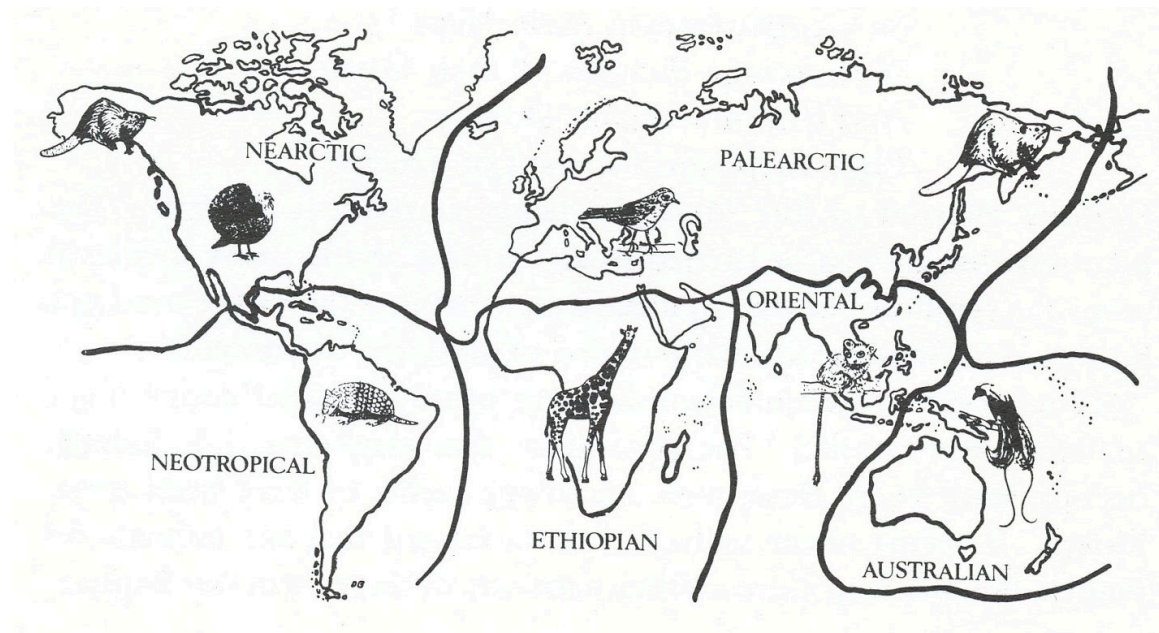 NEARCTIC
PALEARCTIC
ORIENTAL
NEOTROPICAL
ETHIOPIAN
AUSTRALIAN